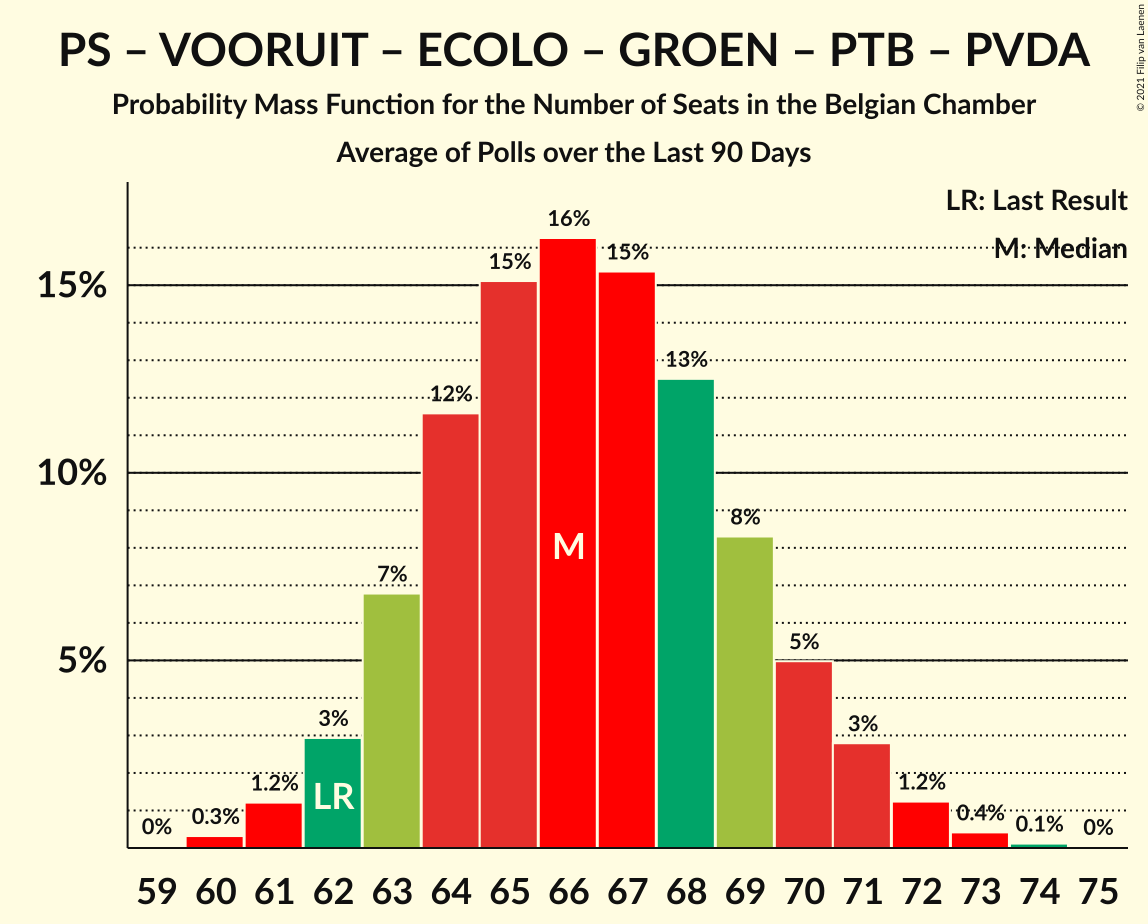 PS – VOORUIT – ECOLO – GROEN – PTB – PVDA
Probability Mass Function for the Number of Seats in the Belgian Chamber
Average of Polls over the Last 90 Days
© 2021 Filip van Laenen
LR: Last Result
M: Median
15%
10%
5%
0%
0.3%
1.2%
3%
7%
12%
15%
16%
15%
13%
8%
5%
3%
1.2%
0.4%
0.1%
0%
LR
M
59 60 61 62 63 64 65 66 67 68 69 70 71 72 73 74 75